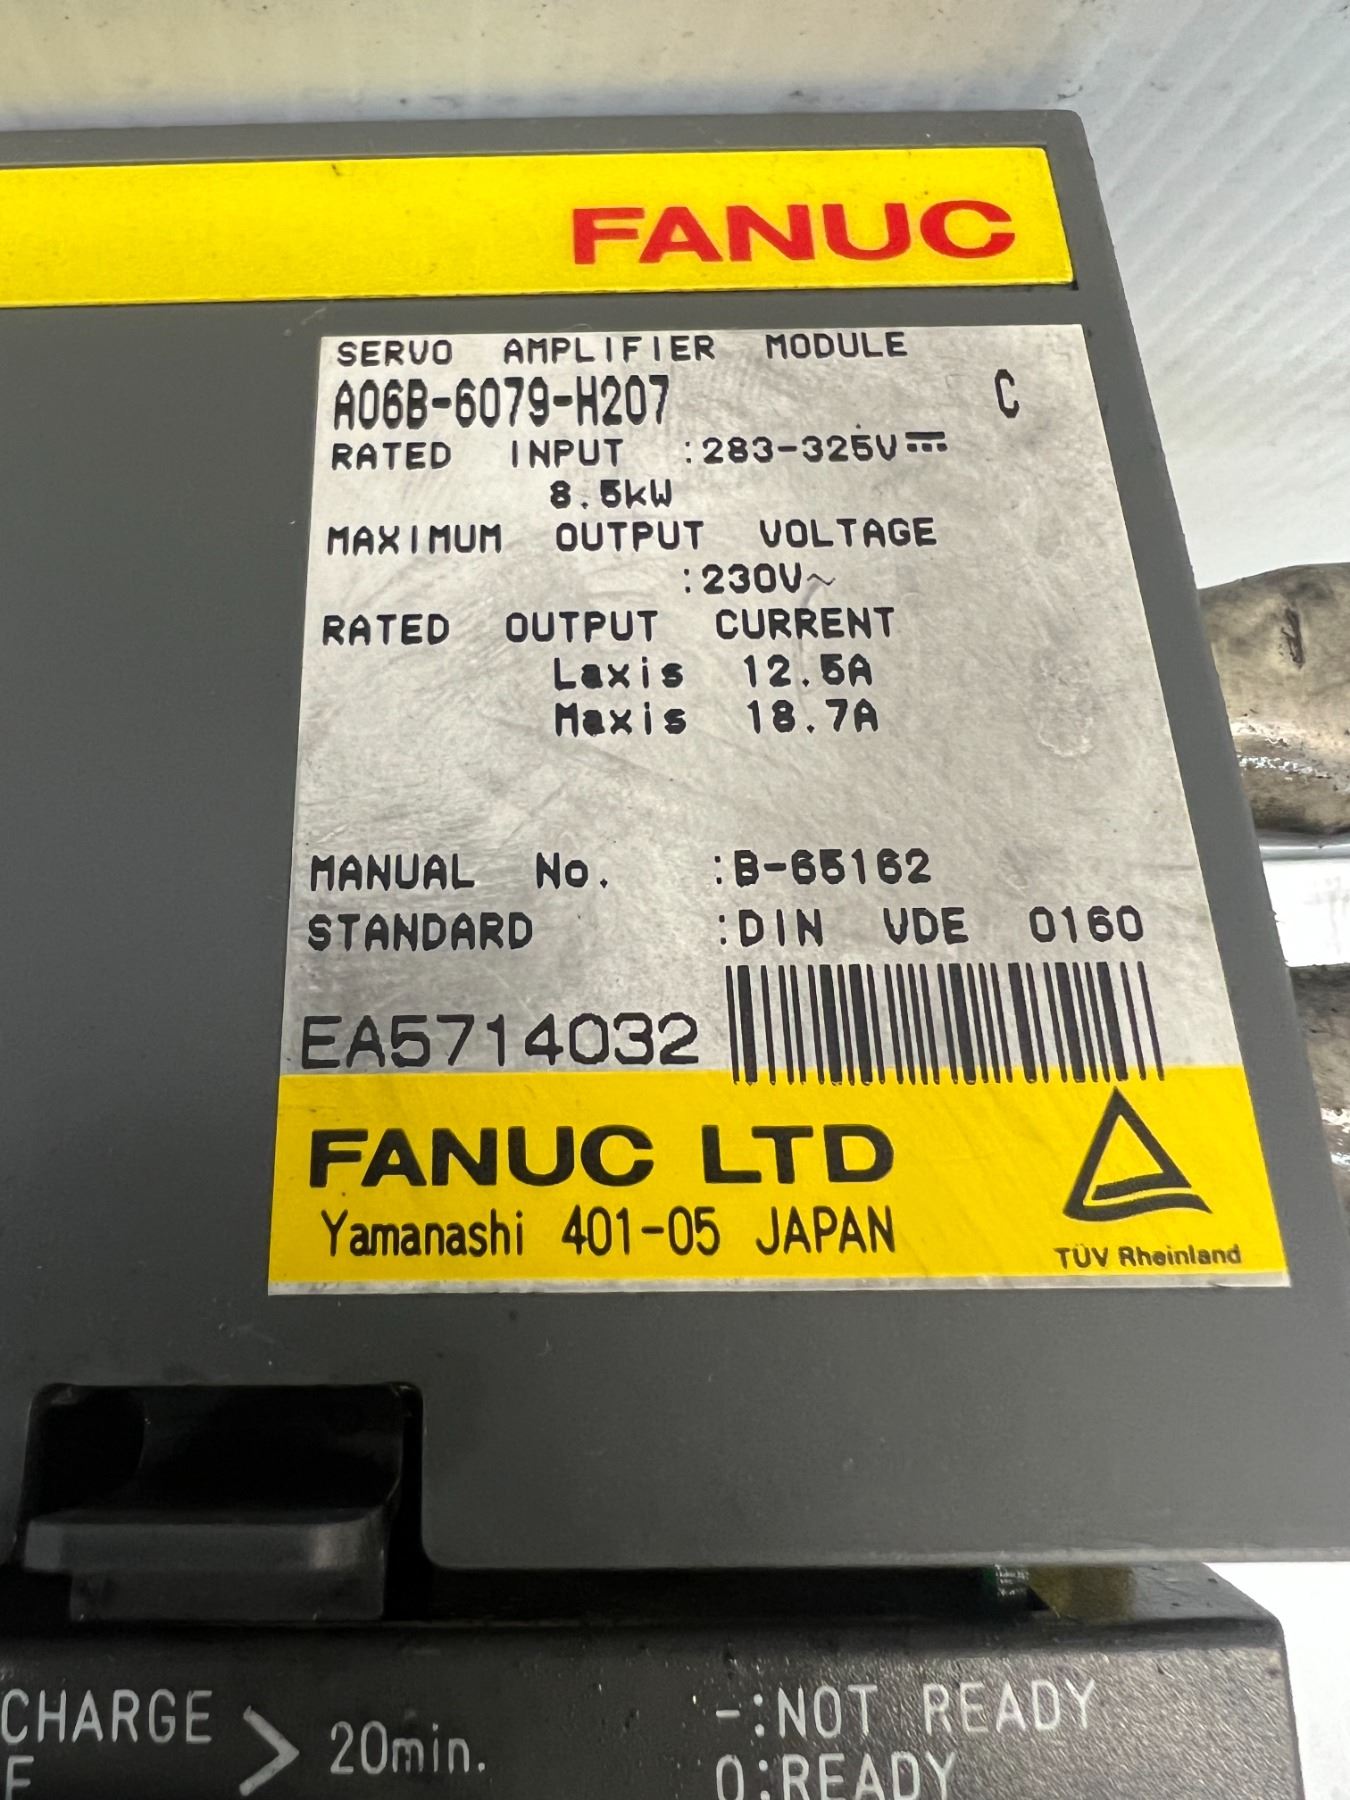 FANUC
SERVO AMPLIFIER MODULE
A06B-6079-H207 C
RATED INPUT :283-325V⎓
8.5kW
MAXIMUM OUTPUT VOLTAGE
:230V~
RATED OUTPUT CURRENT
Laxis 12.5A
Maxis 18.7A
MANUAL No. :B-65162
STANDARD :DIN VDE 0160
EA5714032
FANUC LTD
Yamanashi 401-05 JAPAN
TÜV Rheinland
CHARGE > 20min.
-:NOT READY
0:READY